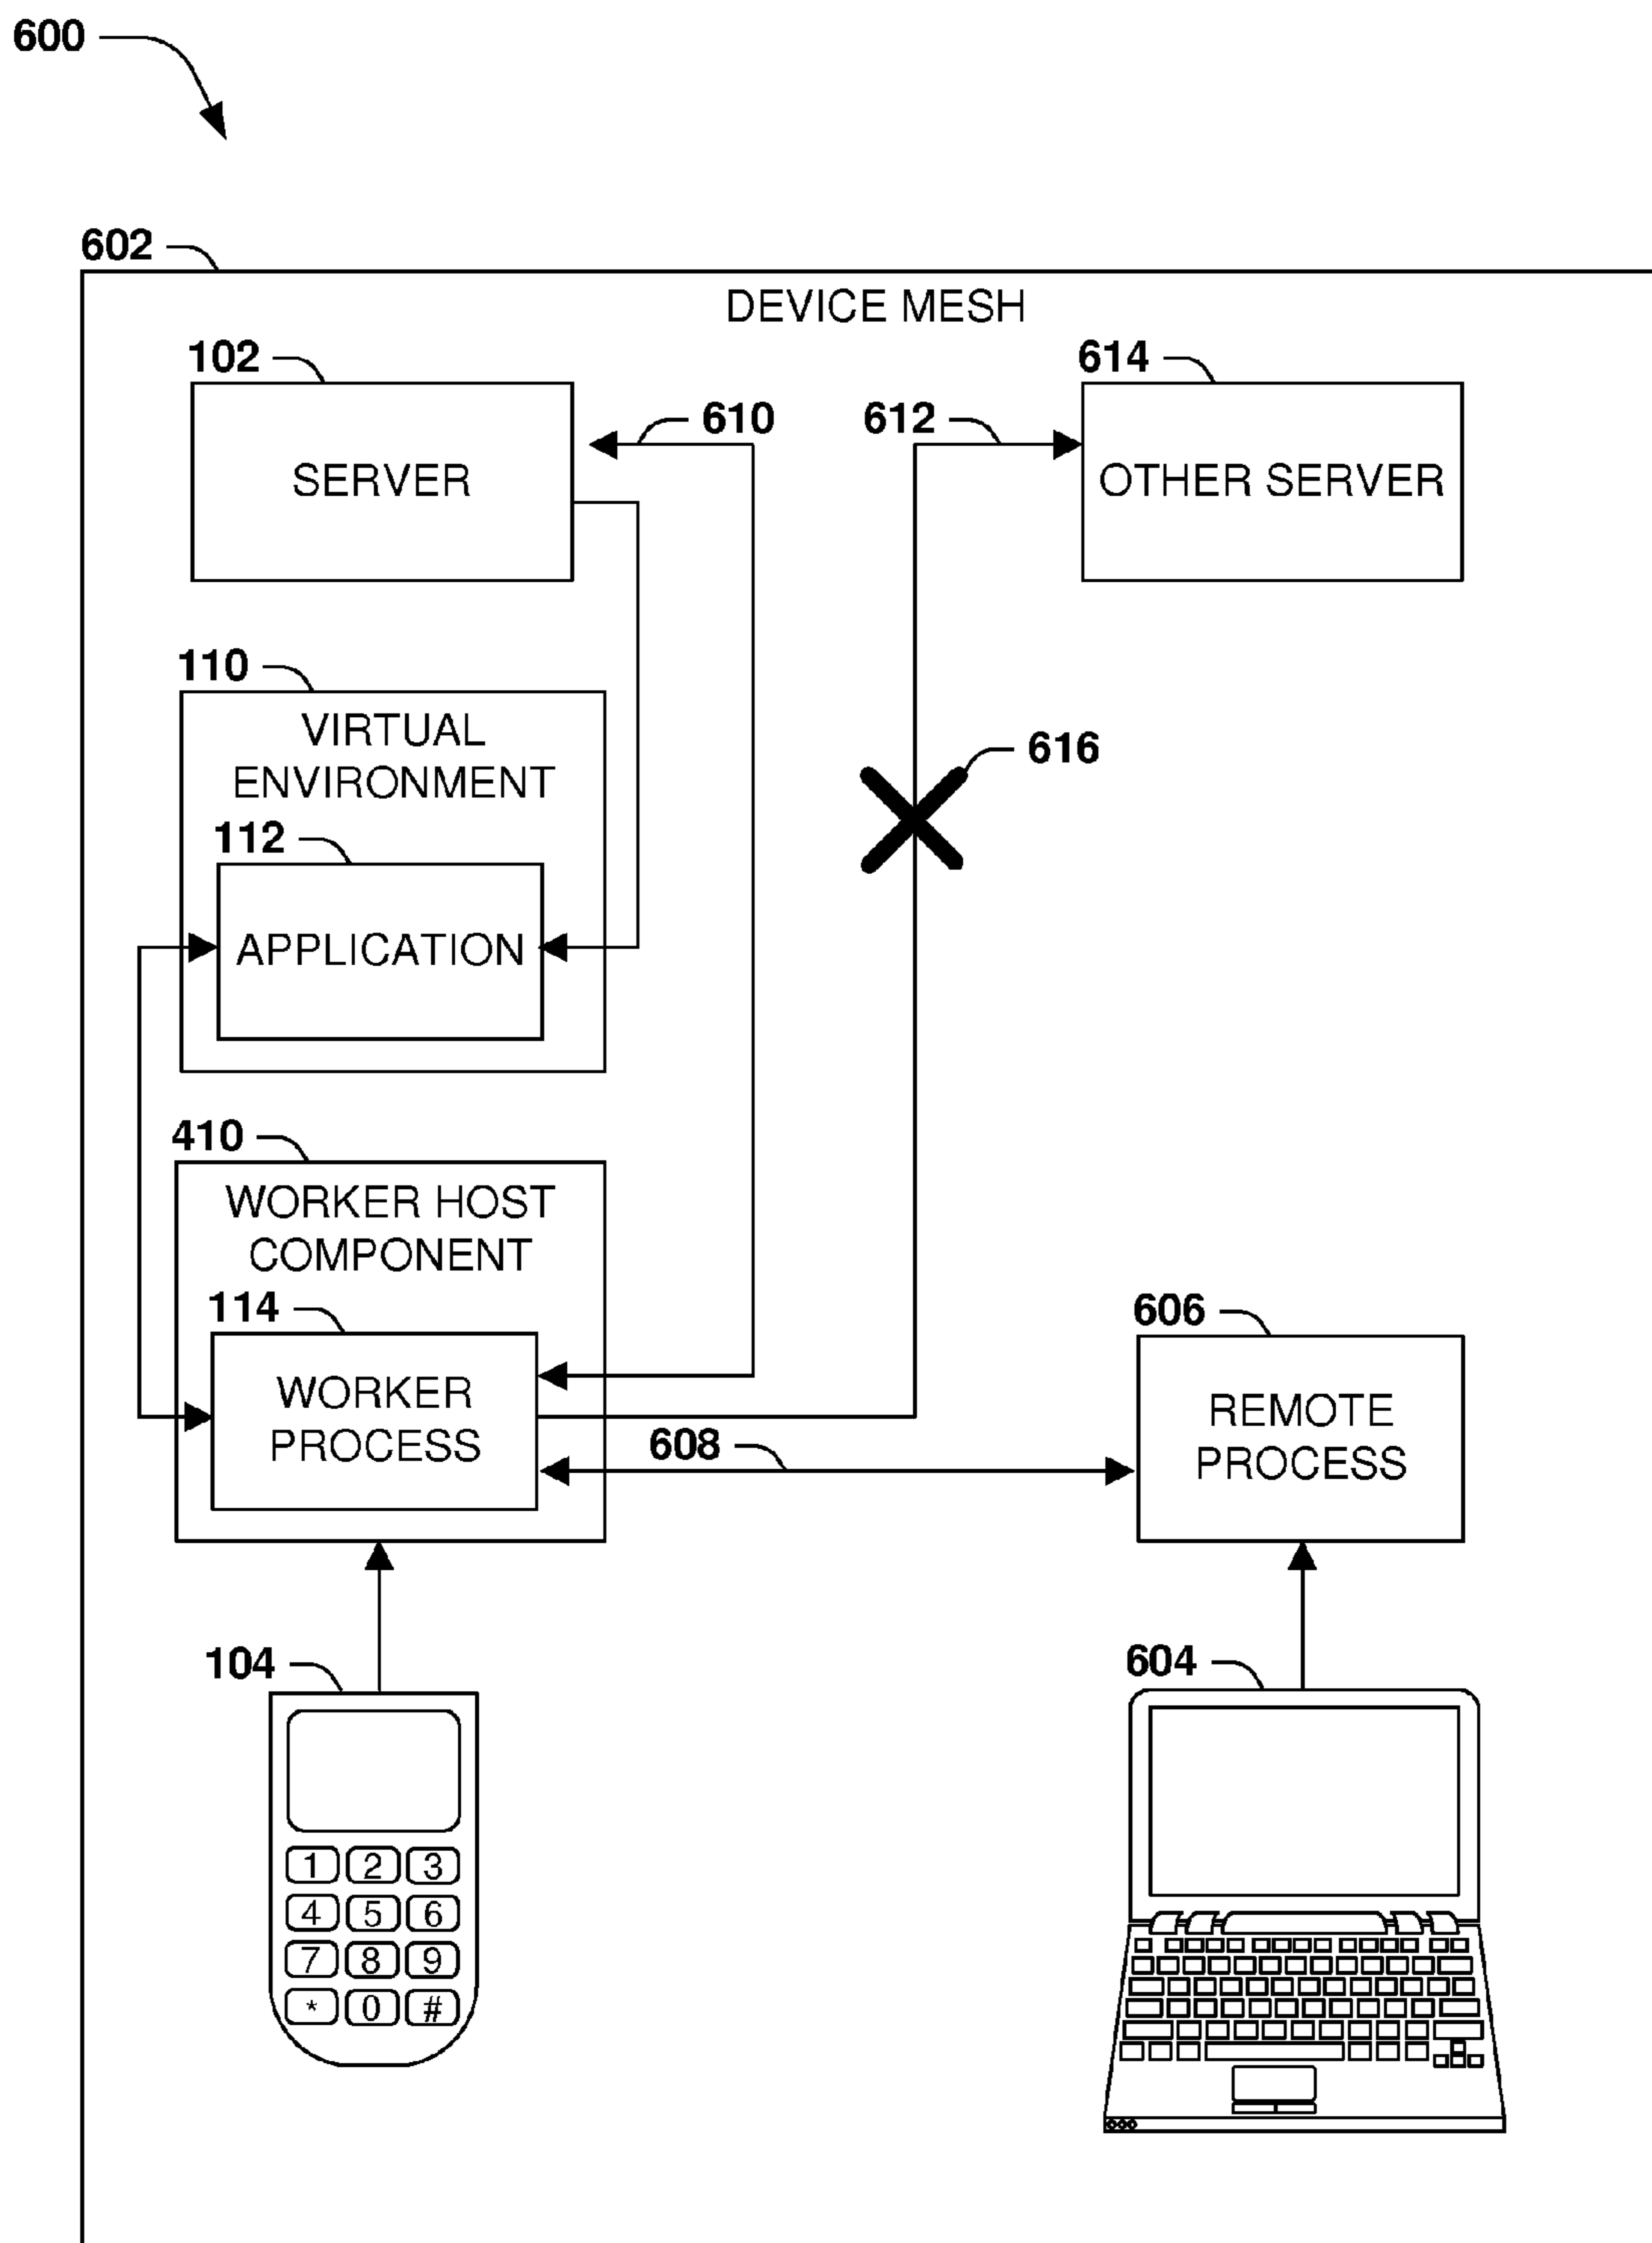 600
602
DEVICE MESH
102
614
610
612
SERVER
OTHER SERVER
110
VIRTUAL
ENVIRONMENT
616
112
APPLICATION
410
WORKER HOST
COMPONENT
114
606
WORKER
PROCESS
REMOTE
PROCESS
608
104
604
1 2 3
4 5 6
7 8 9
* 0 #